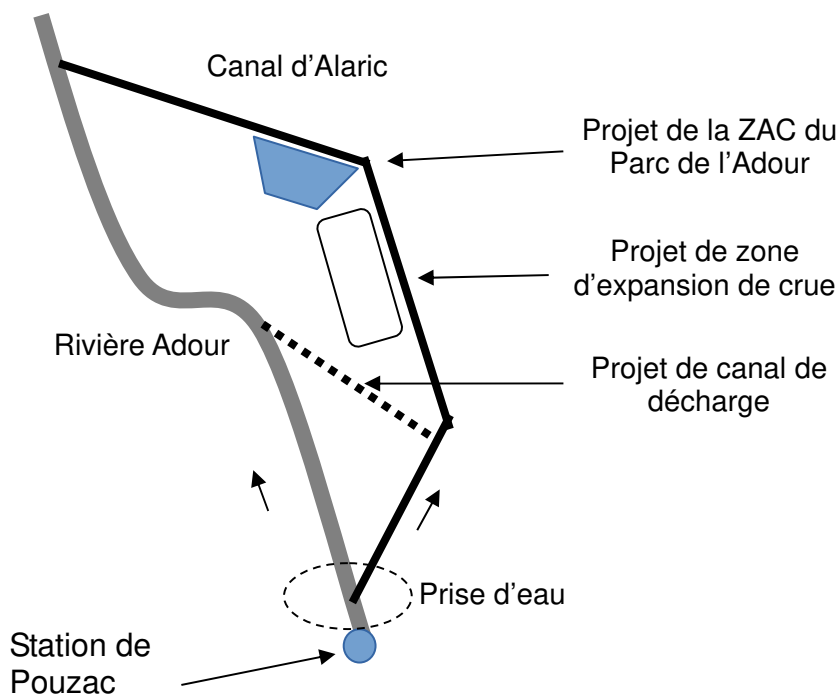 Canal d’Alaric
Projet de la ZAC du
Parc de l’Adour
Projet de zone
d’expansion de crue
Rivière Adour
Projet de canal de
décharge
Prise d’eau
Station de
Pouzac